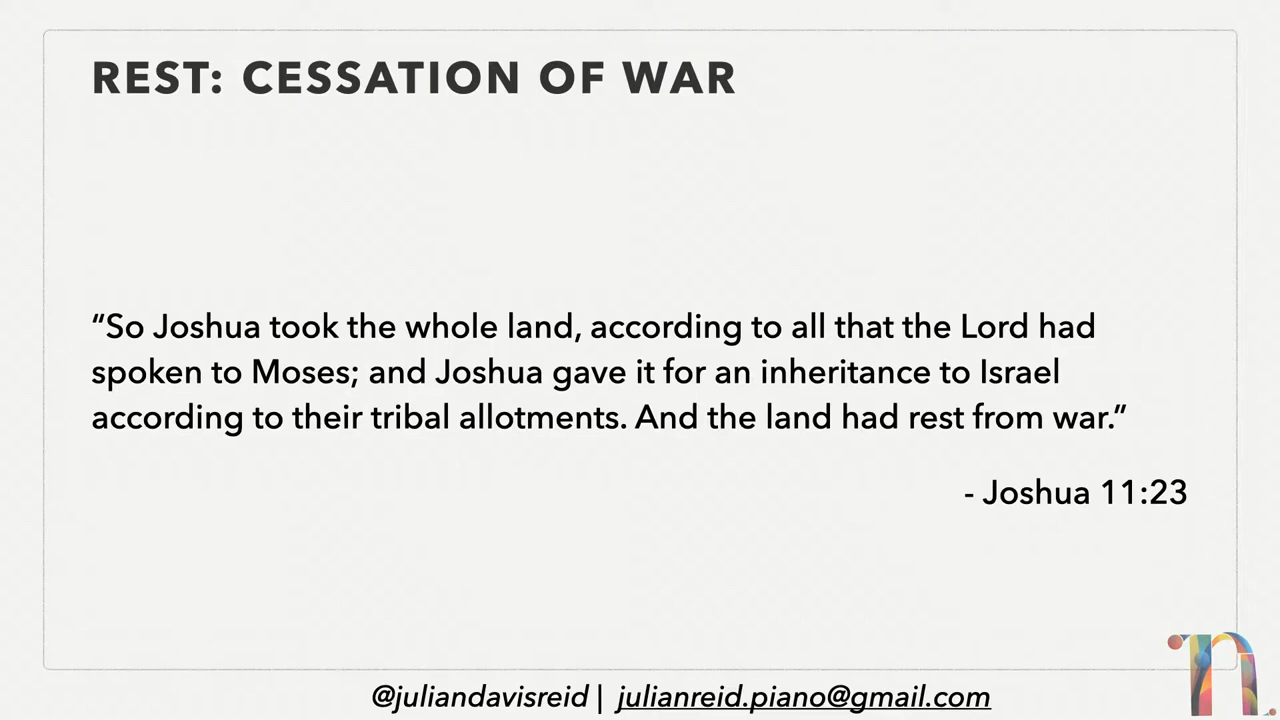 REST: CESSATION OF WAR
“So Joshua took the whole land, according to all that the Lord had
spoken to Moses; and Joshua gave it for an inheritance to Israel
according to their tribal allotments. And the land had rest from war.”
- Joshua 11:23
@juliandavisreid | julianreid.piano@gmail.com
n.